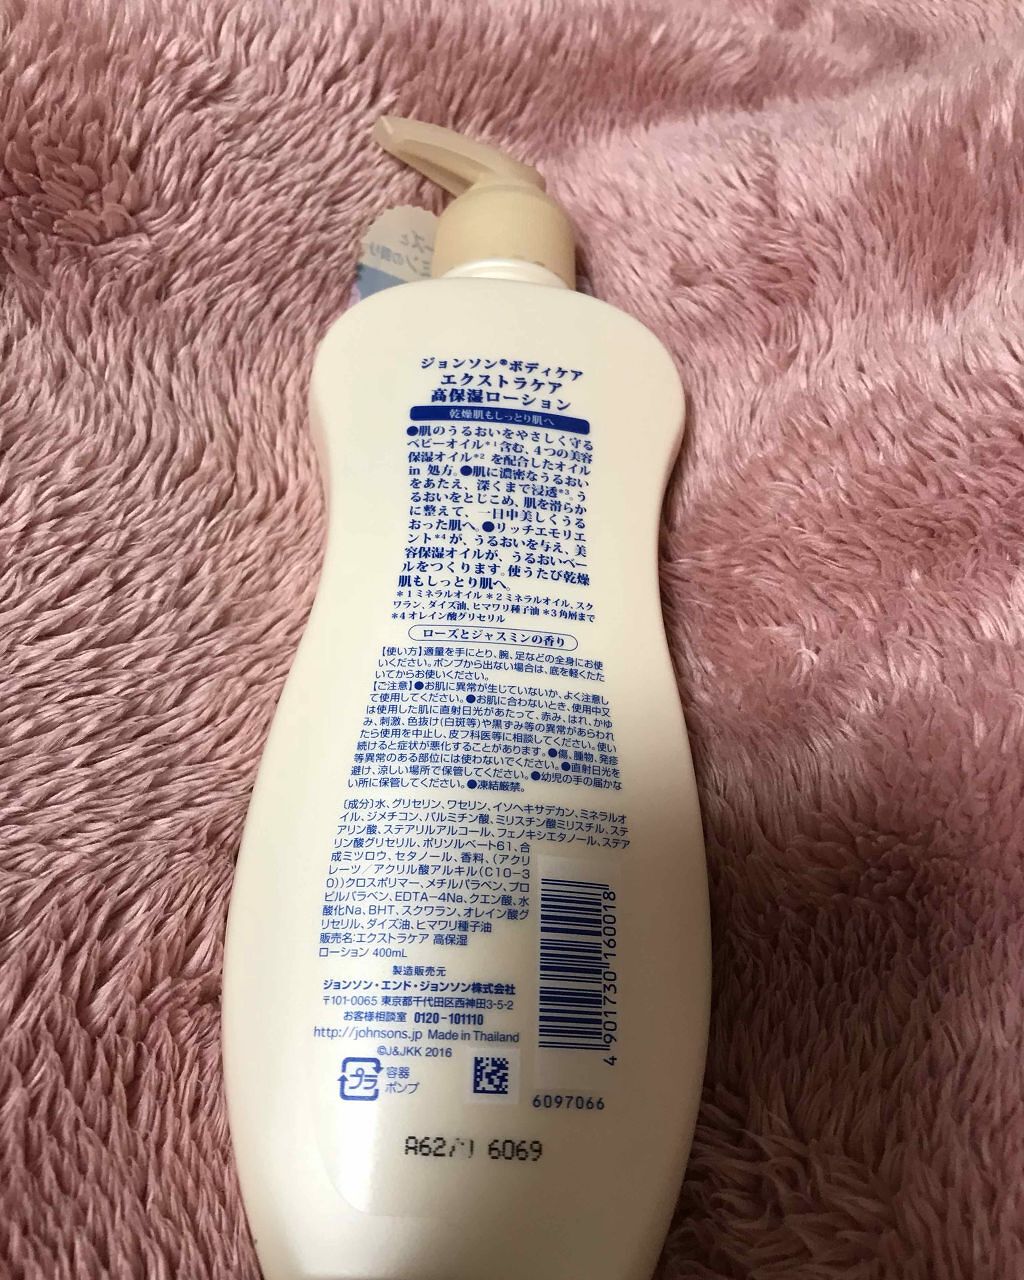 ジョンソン®ボディケア
エクストラケア
高保湿ローション
乾燥肌もしっとり肌へ
●肌のうるおいをやさしく守る
ベビーオイル*1含む、4つの美容
保湿オイル*2 を配合したオイル
in 処方。●肌に濃密なうるおい
をあたえ、深くまで浸透*3。う
るおいをとじこめ、肌を滑らか
に整えて、一日中美しくうる
おった肌へ。●リッチエモリエ
ント*4が、うるおいを与え、美
容保湿オイルが、うるおいベー
ルをつくります。使うたび乾燥
肌もしっとり肌へ。
*1ミネラルオイル *2ミネラルオイル、スク
ワラン、ダイズ油、ヒマワリ種子油 *3角層まで
*4オレイン酸グリセリル
ローズとジャスミンの香り
【使い方】適量を手にとり、腕、足などの全身にお使
いください。ポンプから出ない場合は、底を軽くたた
いてからお使いください。
【ご注意】●お肌に異常が生じていないか、よく注意し
て使用してください。●お肌に合わないとき、使用中又
は使用した肌に直射日光があたって、赤み、はれ、かゆ
み、刺激、色抜け(白斑等)や黒ずみ等の異常があらわれ
たら使用を中止し、皮フ科医等に相談してください。使い
続けると症状が悪化することがあります。●傷、腫物、発疹
等異常のある部位には使わないでください。●直射日光を
避け、涼しい場所で保管してください。●幼児の手の届かな
い所に保管してください。●凍結厳禁。
〔成分〕水、グリセリン、ワセリン、イソヘキサデカン、ミネラルオ
イル、ジメチコン、パルミチン酸、ミリスチン酸ミリスチル、ステ
アリン酸、ステアリルアルコール、フェノキシエタノール、ステア
リン酸グリセリル、ポリソルベート61、合
成ミツロウ、セタノール、香料、(アクリ
レーツ/アクリル酸アルキル(C10-3
0))クロスポリマー、メチルパラベン、プロ
ピルパラベン、EDTA-4Na、クエン酸、水
酸化Na、BHT、スクワラン、オレイン酸グ
リセリル、ダイズ油、ヒマワリ種子油
販売名:エクストラケア 高保湿
ローション 400mL
製造販売元
ジョンソン・エンド・ジョンソン株式会社
〒101-0065 東京都千代田区西神田3-5-2
お客様相談室 0120-101110
http://johnsons.jp Made in Thailand
©J&JKK 2016
プラ
容器
ポンプ
4901730160018
6097066
6069